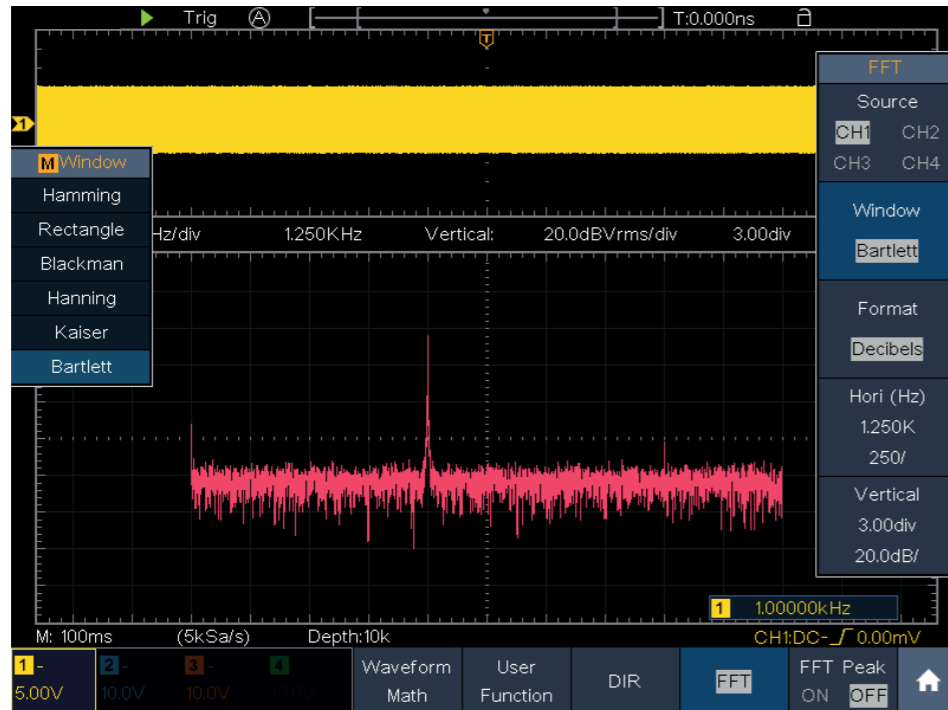 Trig A T:0.000ns
T
FFT
Source
CH1 CH2
CH3 CH4
1
M Window
Hamming
Rectangle
Blackman
Hanning
Kaiser
Bartlett
Hz/div 1.250KHz Vertical: 20.0dBVrms/div 3.00div
Window
Bartlett
Format
Decibels
Hori (Hz)
1.250K
250/
Vertical
3.00div
20.0dB/
1 1.00000kHz
M: 100ms (5kSa/s) Depth:10k CH1:DC- 0.00mV
1 - 2 - 3 - 4
5.00V 10.0V 10.0V
Waveform
Math
User
Function
DIR
FFT
FFT Peak
ON OFF